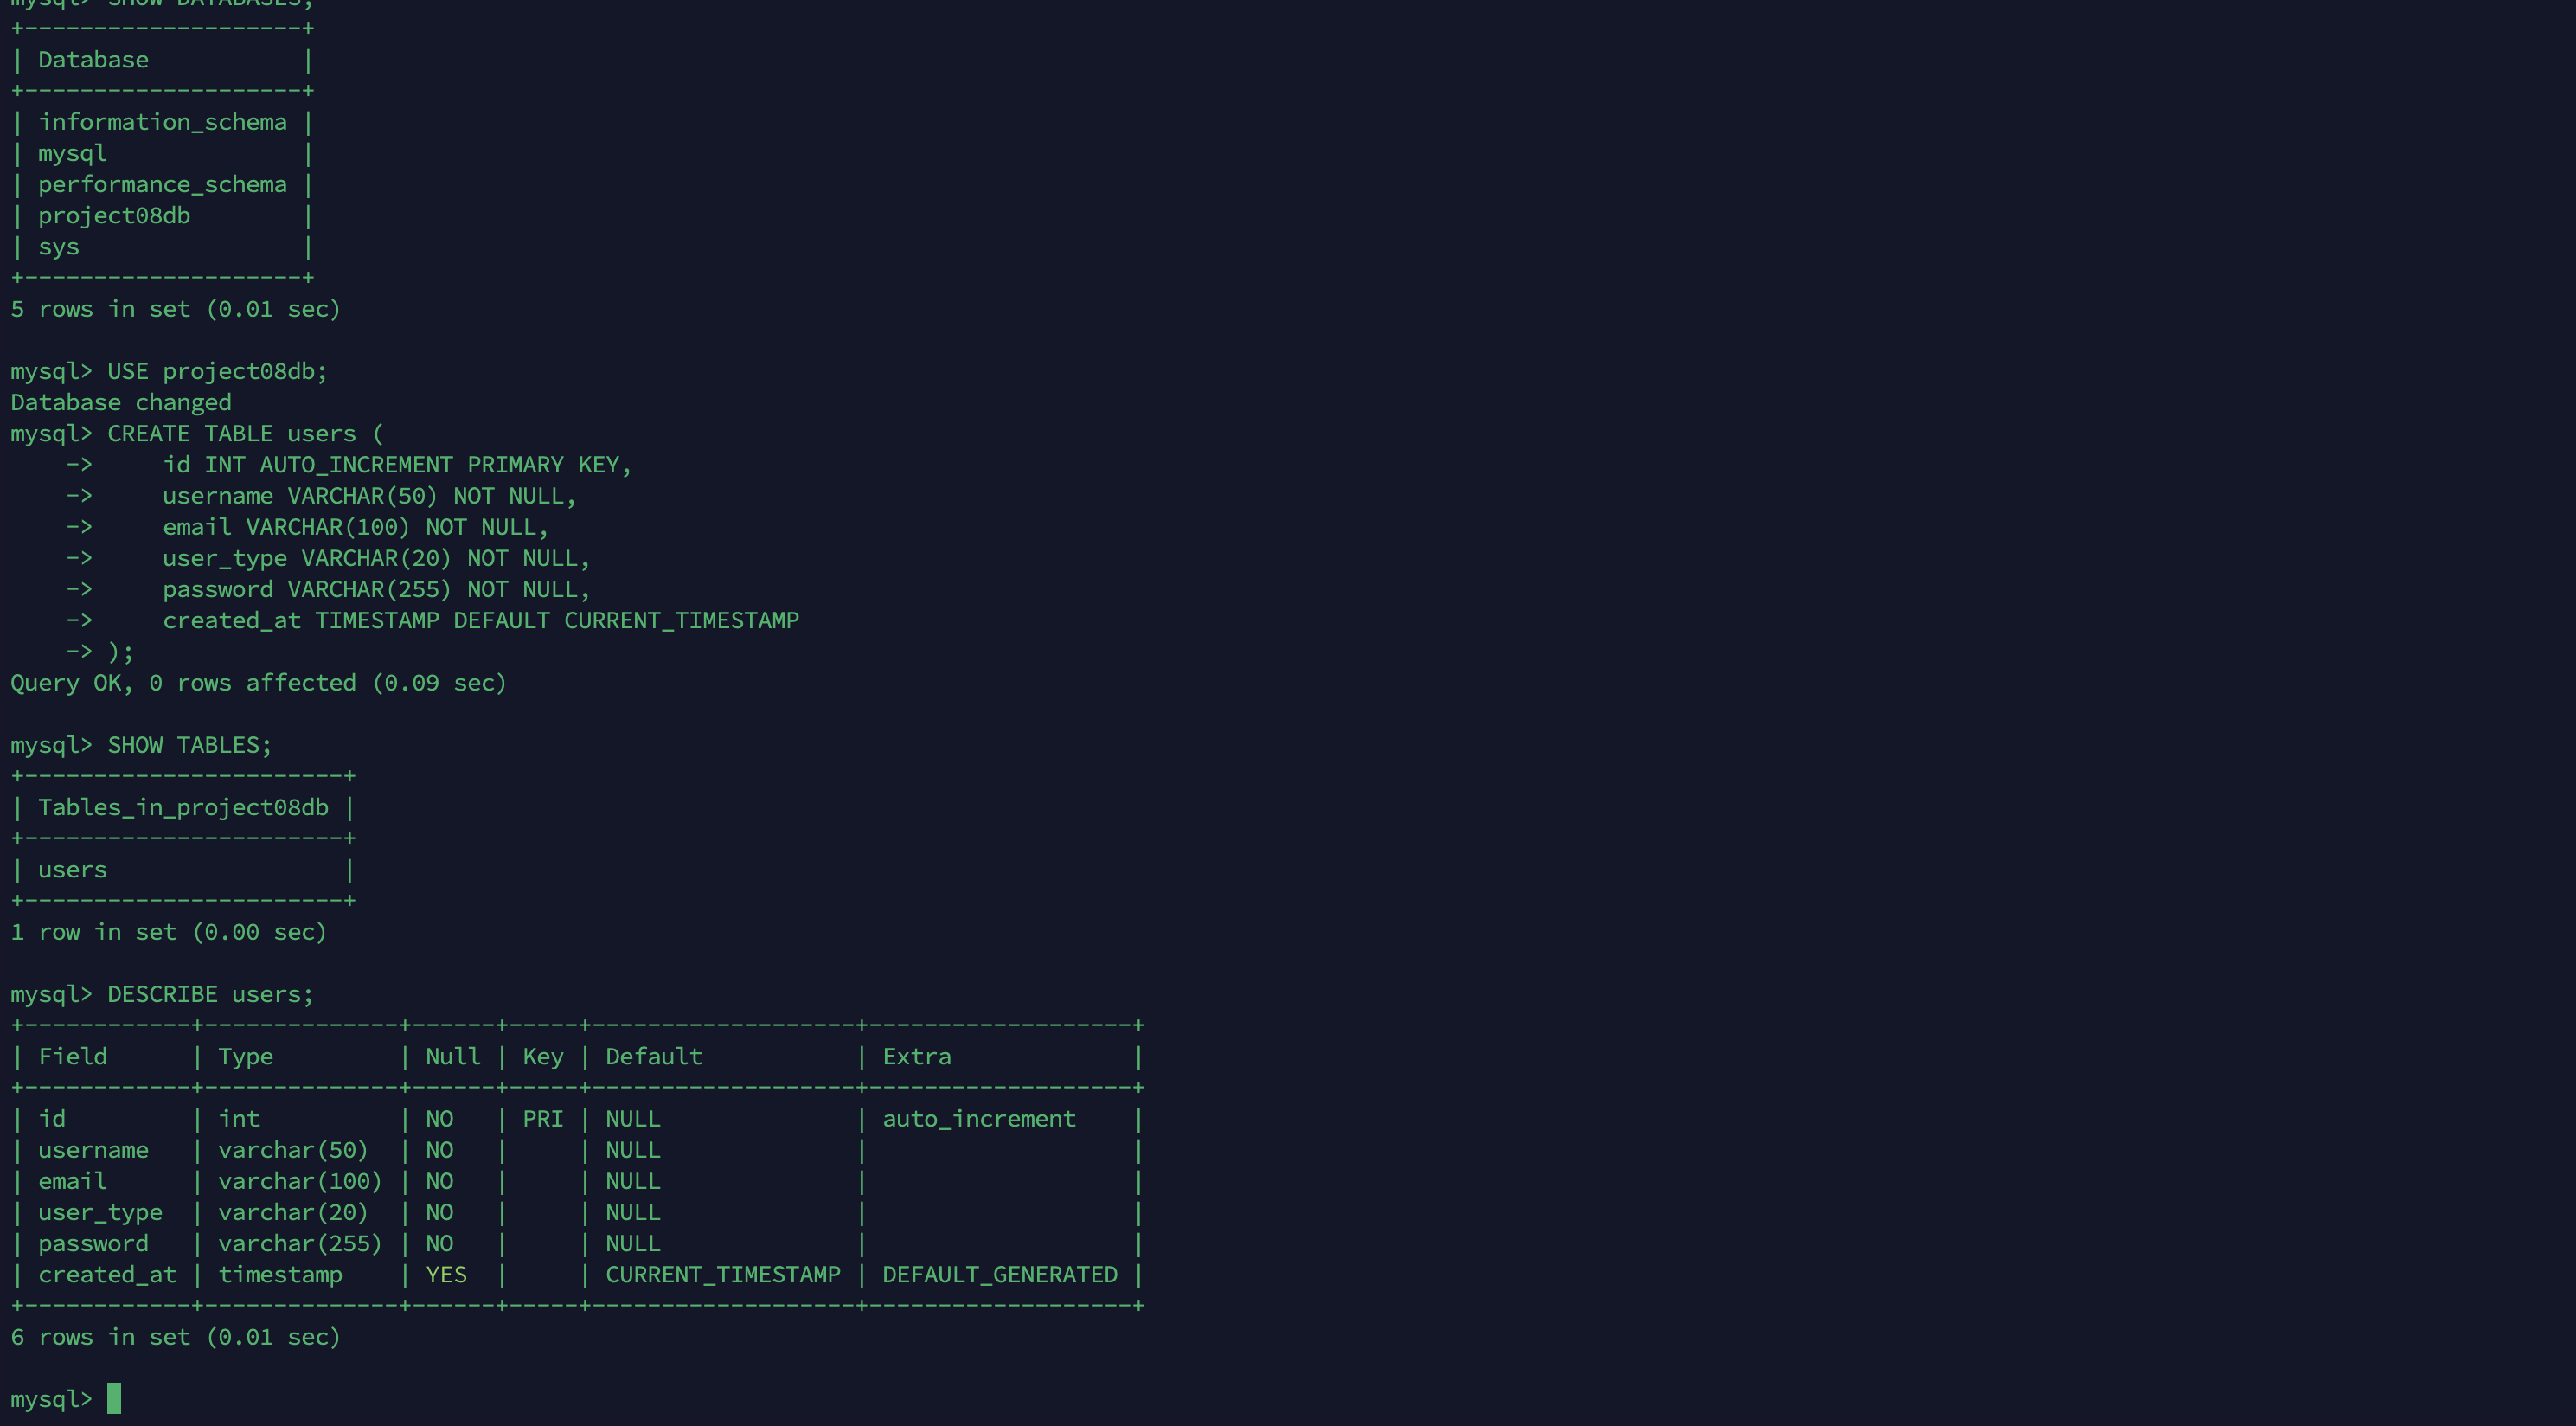 mysql> SHOW DATABASES;
+--------------------+
| Database           |
+--------------------+
| information_schema |
| mysql              |
| performance_schema |
| project08db        |
| sys                |
+--------------------+
5 rows in set (0.01 sec)

mysql> USE project08db;
Database changed
mysql> CREATE TABLE users (
    ->     id INT AUTO_INCREMENT PRIMARY KEY,
    ->     username VARCHAR(50) NOT NULL,
    ->     email VARCHAR(100) NOT NULL,
    ->     user_type VARCHAR(20) NOT NULL,
    ->     password VARCHAR(255) NOT NULL,
    ->     created_at TIMESTAMP DEFAULT CURRENT_TIMESTAMP
    -> );
Query OK, 0 rows affected (0.09 sec)

mysql> SHOW TABLES;
+-----------------------+
| Tables_in_project08db |
+-----------------------+
| users                 |
+-----------------------+
1 row in set (0.00 sec)

mysql> DESCRIBE users;
+------------+--------------+------+-----+-------------------+-------------------+
| Field      | Type         | Null | Key | Default           | Extra             |
+------------+--------------+------+-----+-------------------+-------------------+
| id         | int          | NO   | PRI | NULL              | auto_increment    |
| username   | varchar(50)  | NO   |     | NULL              |                   |
| email      | varchar(100) | NO   |     | NULL              |                   |
| user_type  | varchar(20)  | NO   |     | NULL              |                   |
| password   | varchar(255) | NO   |     | NULL              |                   |
| created_at | timestamp    | YES  |     | CURRENT_TIMESTAMP | DEFAULT_GENERATED |
+------------+--------------+------+-----+-------------------+-------------------+
6 rows in set (0.01 sec)

mysql>